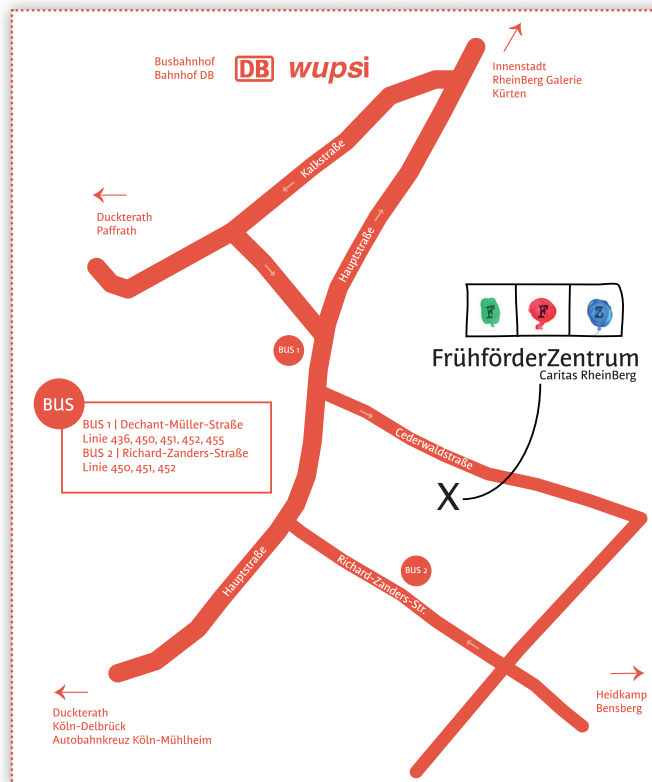 Busbahnhof
Bahnhof DB
DB
wupsi
Innenstadt
RheinBerg Galerie
Kürten
Kalkstraße
Duckterath
Paffrath
Hauptstraße
F F Z
FrühförderZentrum
Caritas RheinBerg
BUS 1
BUS
BUS 1 | Dechant-Müller-Straße
Linie 436, 450, 451, 452, 455
BUS 2 | Richard-Zanders-Straße
Linie 450, 451, 452
Cederwaldstraße
X
Hauptstraße
BUS 2
Richard-Zanders-Str.
Heidkamp
Bensberg
Duckterath
Köln-Delbrück
Autobahnkreuz Köln-Mühlheim